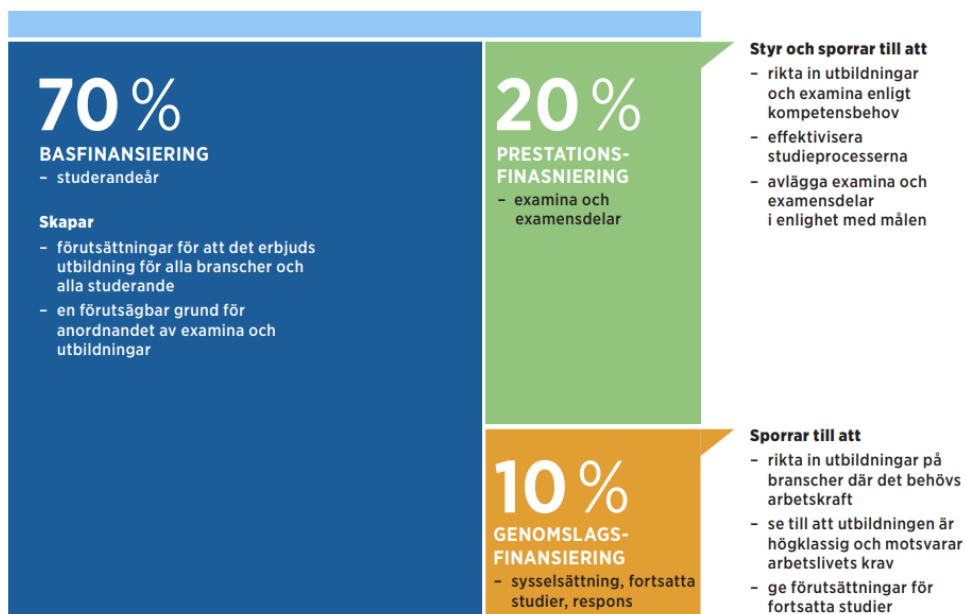 70 %
BASFINANSIERING
– studerandeår
Skapar
– förutsättningar för att det erbjuds
utbildning för alla branscher och
alla studerande
– en förutsägbar grund för
anordnandet av examina och
utbildningar
20 %
PRESTATIONS-
FINASNIERING
– examina och
examensdelar
Styr och sporrar till att
– rikta in utbildningar
och examina enligt
kompetensbehov
– effektivisera
studieprocesserna
– avlägga examina och
examensdelar
i enlighet med målen
10 %
GENOMSLAGS-
FINANSIERING
– sysselsättning, fortsatta
studier, respons
Sporrar till att
– rikta in utbildningar på
branscher där det behövs
arbetskraft
– se till att utbildningen är
högklassig och motsvarar
arbetslivets krav
– ge förutsättningar för
fortsatta studier